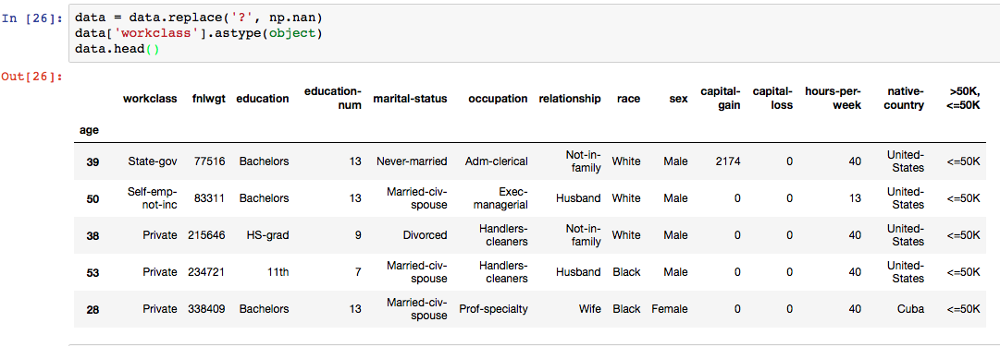 In [26]: data = data.replace('?', np.nan)
data['workclass'].astype(object)
data.head()
Out[26]:
workclass fnlwgt education education-num marital-status occupation relationship race sex capital-gain capital-loss hours-per-week native-country >50K, <=50K
age
39 State-gov 77516 Bachelors 13 Never-married Adm-clerical Not-in-family White Male 2174 0 40 United-States <=50K
50 Self-emp-not-inc 83311 Bachelors 13 Married-civ-spouse Exec-managerial Husband White Male 0 0 13 United-States <=50K
38 Private 215646 HS-grad 9 Divorced Handlers-cleaners Not-in-family White Male 0 0 40 United-States <=50K
53 Private 234721 11th 7 Married-civ-spouse Handlers-cleaners Husband Black Male 0 0 40 United-States <=50K
28 Private 338409 Bachelors 13 Married-civ-spouse Prof-specialty Wife Black Female 0 0 40 Cuba <=50K